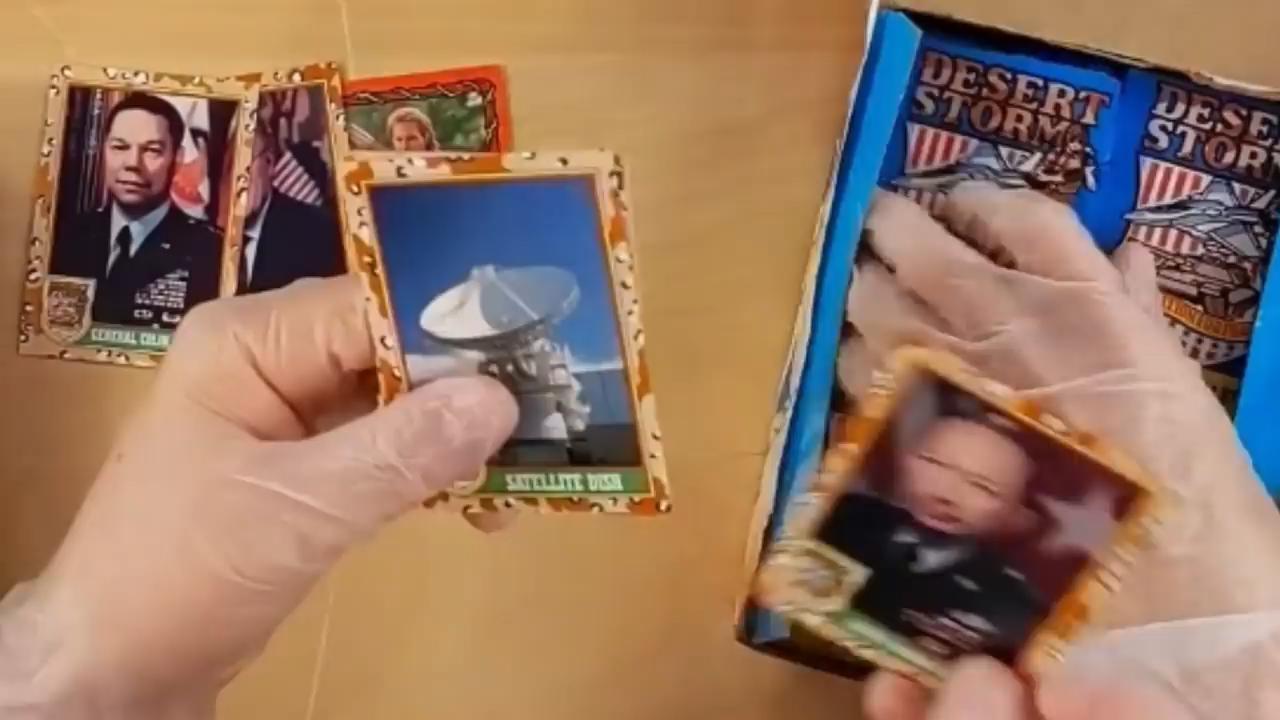 DESERT
STORM
DESE
STOR
GENERAL COLIN
SATELLITE DISH